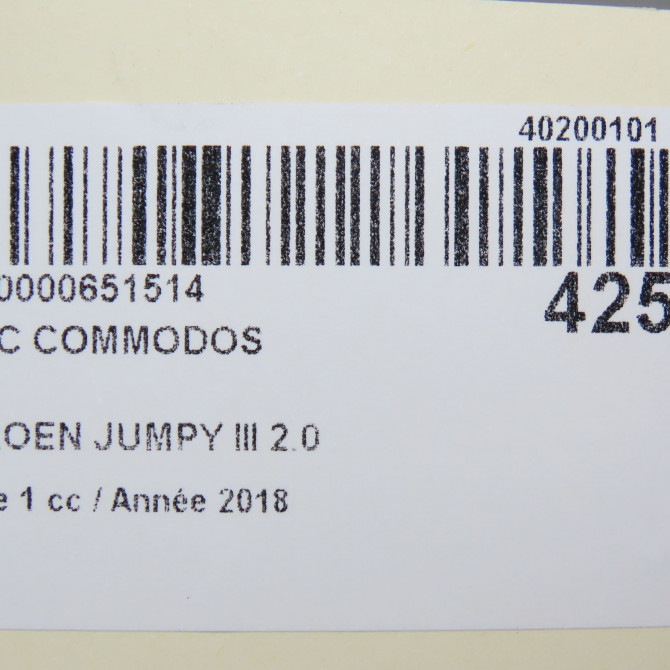 40200101
0000651514
425
C COMMODOS
OEN JUMPY III 2.0
e 1 cc / Année 2018